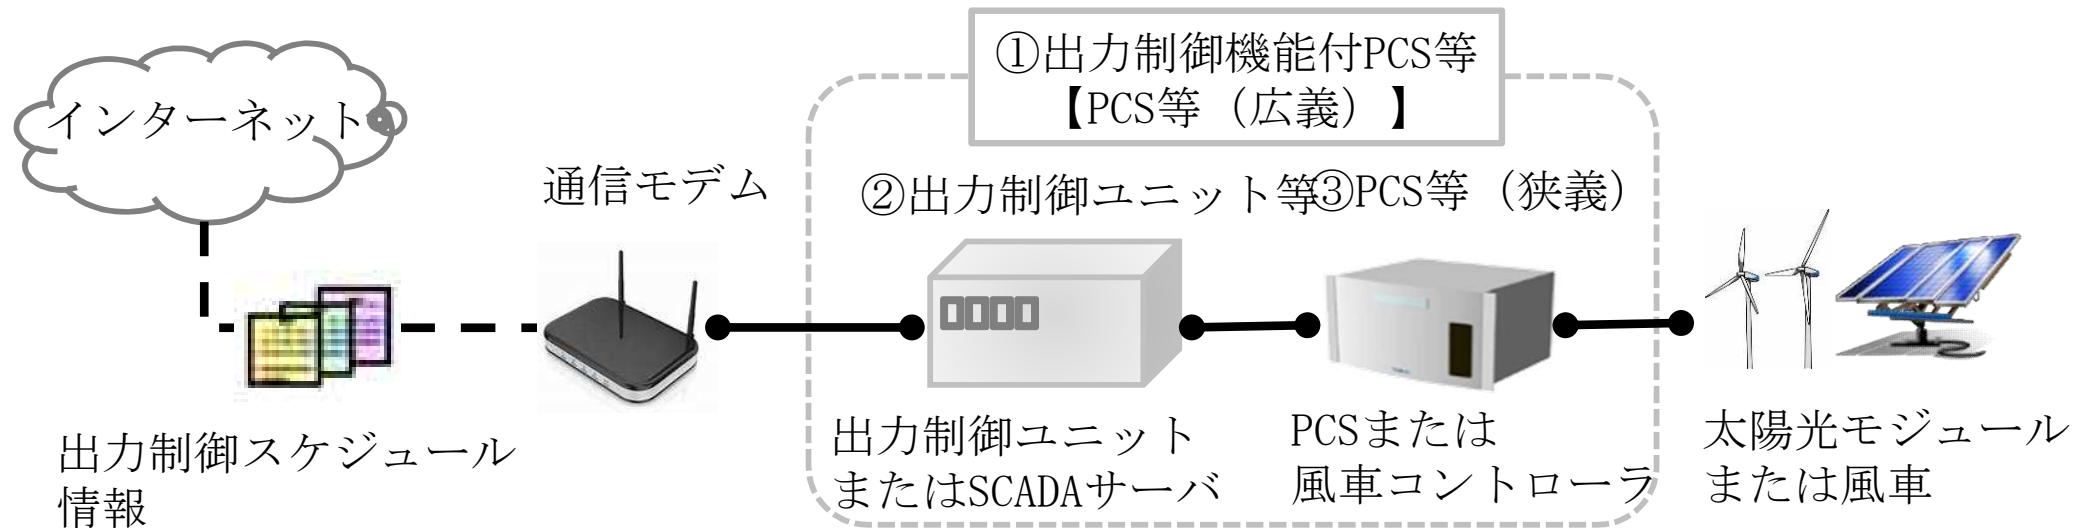 ①出力制御機能付PCS等
【PCS等（広義）】
インターネット
通信モデム
②出力制御ユニット等
③PCS等（狭義）
出力制御スケジュール
情報
出力制御ユニット
またはSCADAサーバ
PCSまたは
風車コントローラ
太陽光モジュール
または風車